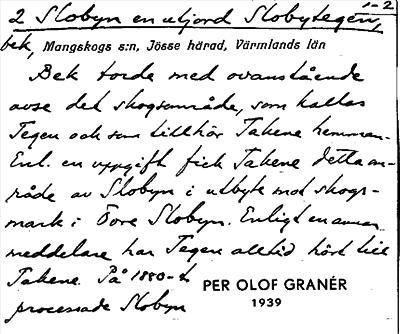 1-2
2 Slobyn en utjord Slobytegen,
bek, Mangskogs s:n, Jösse härad, Värmlands län
Bek torde med ovanstående
avse det skogsområde, som kallas
Tegen och som tillhör Takene hemman.
Enl. en uppgift fick Takene detta om-
råde av Slobyn i utbyte mot skogs-
mark i Övre Slobyn. Enligt en annan
meddelare har Tegen alltid hört till
Takene. På 1880-t
processade Slobyn
PER OLOF GRANÉR
1939